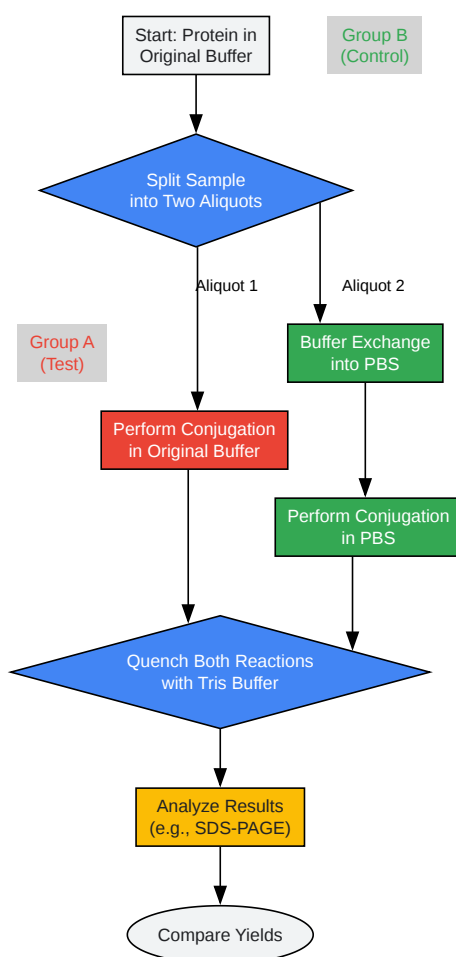 Start: Protein in
Original Buffer
Group B
(Control)
Split Sample
into Two Aliquots
Aliquot 1
Aliquot 2
Group A
(Test)
Buffer Exchange
into PBS
Perform Conjugation
in Original Buffer
Perform Conjugation
in PBS
Quench Both Reactions
with Tris Buffer
Analyze Results
(e.g., SDS-PAGE)
Compare Yields